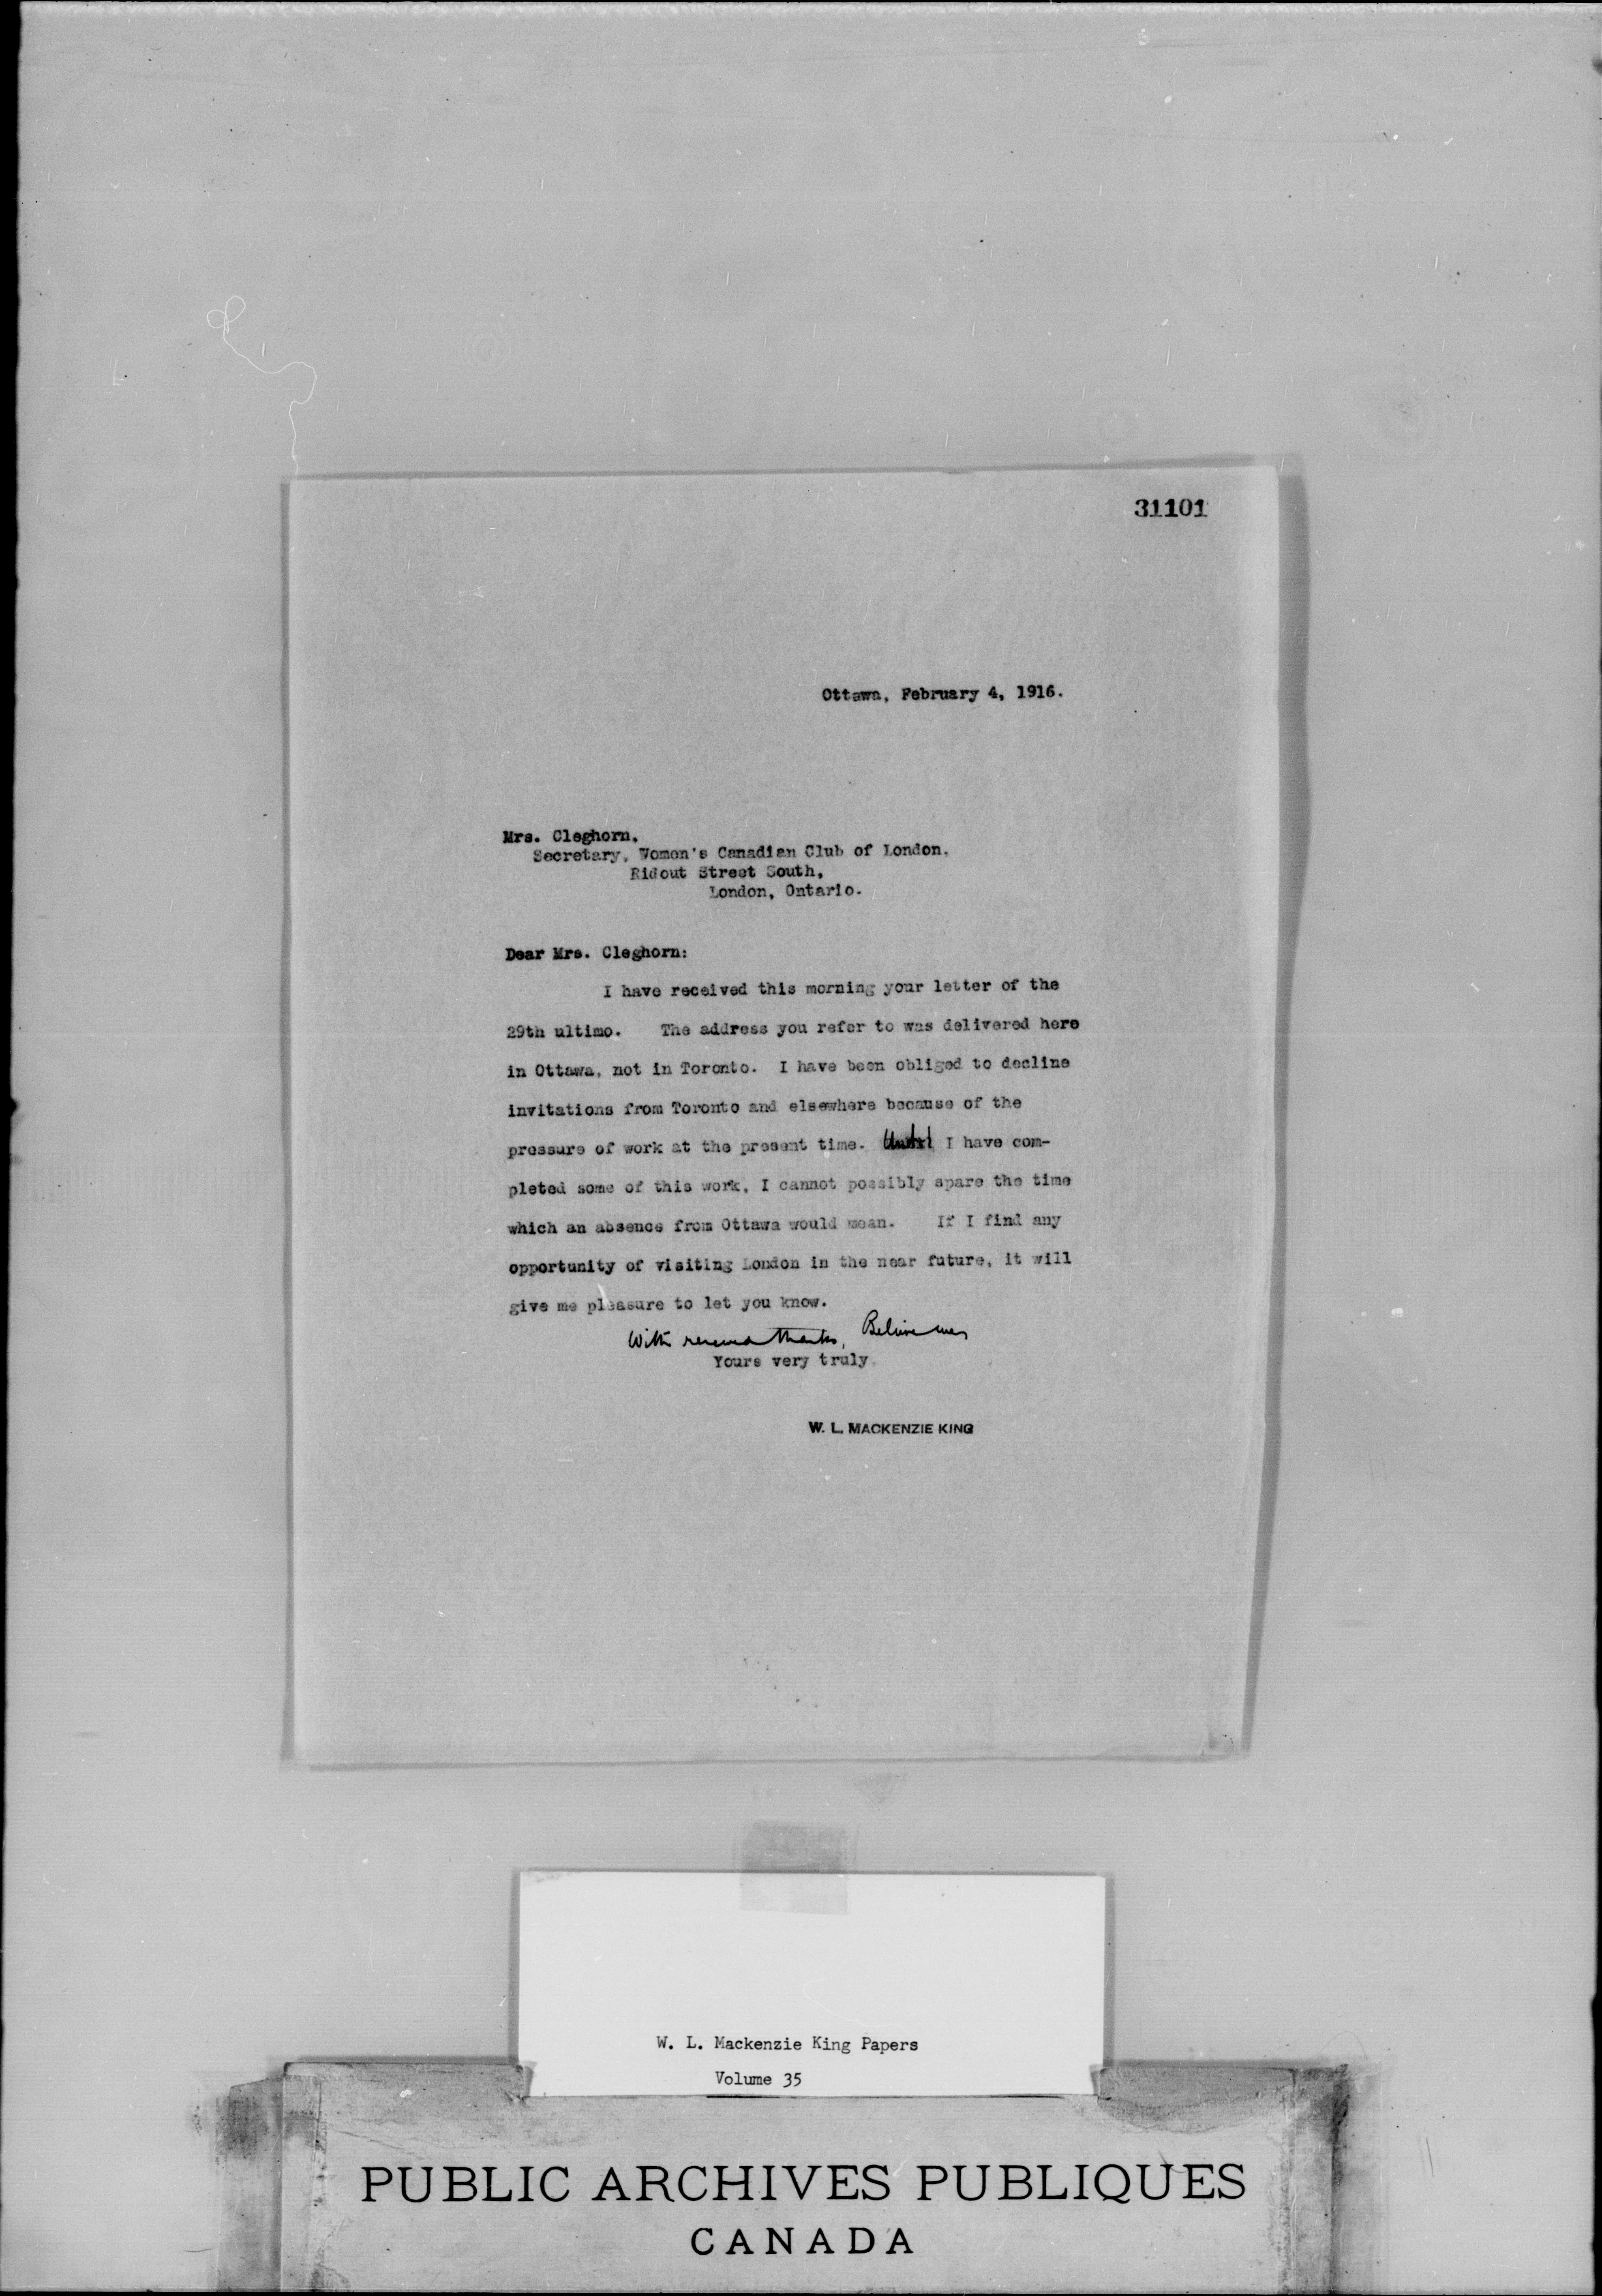 31101
Ottawa, February 4, 1916.
Mrs. Cleghorn,
Secretary, Women's Canadian Club of London,
Ridout Street South,
London, Ontario.
Dear Mrs. Cleghorn:
I have received this morning your letter of the
29th ultimo. The address you refer to was delivered here
in Ottawa, not in Toronto. I have been obliged to decline
invitations from Toronto and elsewhere because of the
pressure of work at the present time. Until I have com-
pleted some of this work, I cannot possibly spare the time
which an absence from Ottawa would mean. If I find any
opportunity of visiting London in the near future, it will
give me pleasure to let you know.
With renewed thanks, Believe me,
Yours very truly,
W. L. MACKENZIE KING
W. L. Mackenzie King Papers
Volume 35
PUBLIC ARCHIVES PUBLIQUES
CANADA